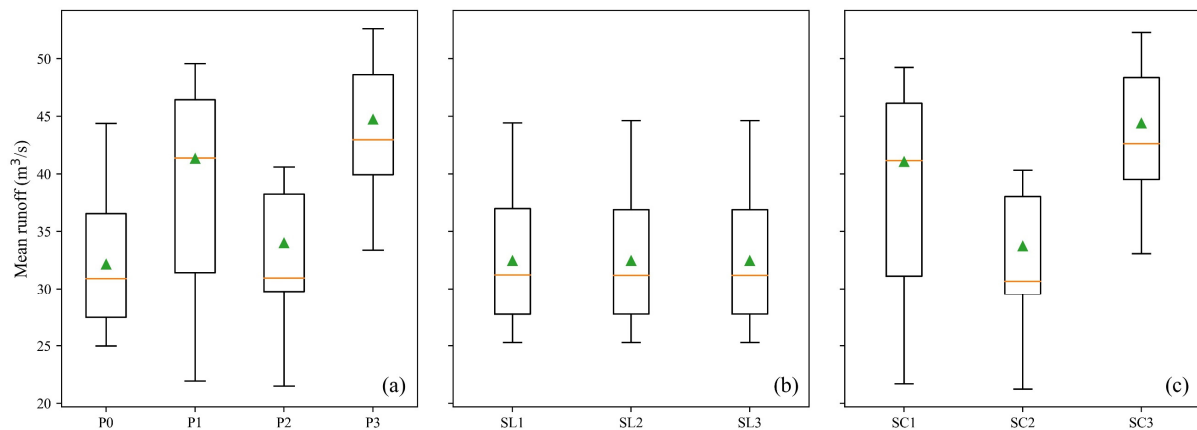 Mean runoff (m³/s)
50
45
40
35
30
25
20
(a)
P0 P1 P2 P3
(b)
SL1 SL2 SL3
(c)
SC1 SC2 SC3